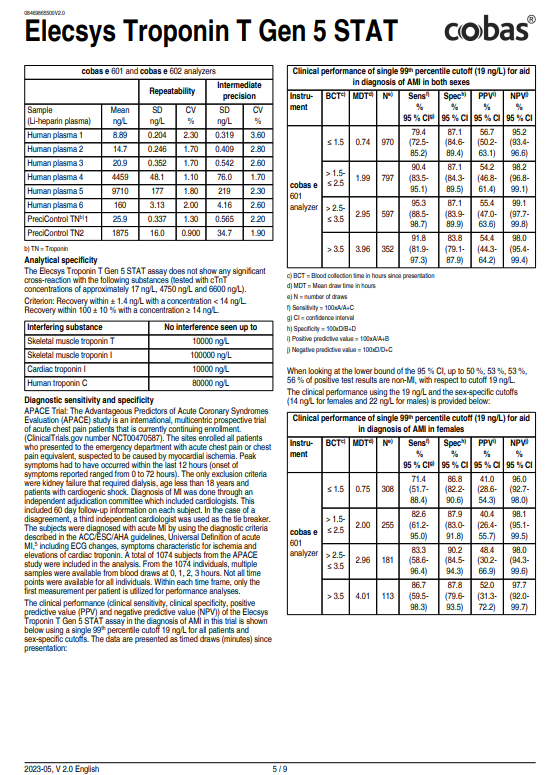 08469865500V2.0
Elecsys Troponin T Gen 5 STAT
cobas®
cobas e 601 and cobas e 602 analyzers
Repeatability Intermediate precision
Sample (Li-heparin plasma) Mean ng/L SD ng/L CV % SD ng/L CV %
Human plasma 1 8.89 0.204 2.30 0.319 3.60
Human plasma 2 14.7 0.246 1.70 0.409 2.80
Human plasma 3 20.9 0.352 1.70 0.542 2.60
Human plasma 4 4459 48.1 1.10 76.0 1.70
Human plasma 5 9710 177 1.80 219 2.30
Human plasma 6 160 3.13 2.00 4.16 2.60
PreciControl TNᵇ⁾1 25.9 0.337 1.30 0.565 2.20
PreciControl TN2 1875 16.0 0.900 34.7 1.90
b) TN = Troponin
Analytical specificity
The Elecsys Troponin T Gen 5 STAT assay does not show any significant
cross-reaction with the following substances (tested with cTnT
concentrations of approximately 17 ng/L, 4750 ng/L and 6600 ng/L).
Criterion: Recovery within ± 1.4 ng/L with a concentration < 14 ng/L.
Recovery within 100 ± 10 % with a concentration ≥ 14 ng/L.
Interfering substance No interference seen up to
Skeletal muscle troponin T 10000 ng/L
Skeletal muscle troponin I 100000 ng/L
Cardiac troponin I 10000 ng/L
Human troponin C 80000 ng/L
Diagnostic sensitivity and specificity
APACE Trial: The Advantageous Predictors of Acute Coronary Syndromes
Evaluation (APACE) study is an international, multicentric prospective trial
of acute chest pain patients that is currently continuing enrollment.
(ClinicalTrials.gov number NCT00470587). The sites enrolled all patients
who presented to the emergency department with acute chest pain or chest
pain equivalent, suspected to be caused by myocardial ischemia. Peak
symptoms had to have occurred within the last 12 hours (onset of
symptoms reported ranged from 0 to 72 hours). The only exclusion criteria
were kidney failure that required dialysis, age less than 18 years and
patients with cardiogenic shock. Diagnosis of MI was done through an
independent adjudication committee which included cardiologists. This
included 60 day follow-up information on each subject. In the case of a
disagreement, a third independent cardiologist was used as the tie breaker.
The subjects were diagnosed with acute MI by using the diagnostic criteria
described in the ACC/ESC/AHA guidelines, Universal Definition of acute
MI,⁵ including ECG changes, symptoms characteristic for ischemia and
elevations of cardiac troponin. A total of 1074 subjects from the APACE
study were included in the analysis. From the 1074 individuals, multiple
samples were available from blood draws at 0, 1, 2, 3 hours. Not all time
points were available for all individuals. Within each time frame, only the
first measurement per patient is utilized for performance analyses.
The clinical performance (clinical sensitivity, clinical specificity, positive
predictive value (PPV) and negative predictive value (NPV)) of the Elecsys
Troponin T Gen 5 STAT assay in the diagnosis of AMI in this trial is shown
below using a single 99ᵗʰ percentile cutoff 19 ng/L for all patients and
sex-specific cutoffs. The data are presented as timed draws (minutes) since
presentation:
Clinical performance of single 99ᵗʰ percentile cutoff (19 ng/L) for aid
in diagnosis of AMI in both sexes
Instru-ment BCTᶜ⁾ MDTᵈ⁾ Nᵉ⁾ Sensᶠ⁾ % 95 % CIᵍ⁾ Specʰ⁾ % 95 % CI PPVⁱ⁾ % 95 % CI NPVʲ⁾ % 95 % CI
cobas e 601 analyzer
≤ 1.5 0.74 970 79.4 (72.5-85.2) 87.1 (84.6-89.4) 56.7 (50.2-63.1) 95.2 (93.4-96.6)
> 1.5-≤ 2.5 1.99 797 90.4 (83.5-95.1) 87.1 (84.3-89.5) 54.2 (46.8-61.4) 98.2 (96.8-99.1)
> 2.5-≤ 3.5 2.95 597 95.3 (88.5-98.7) 87.1 (83.9-89.9) 55.4 (47.0-63.6) 99.1 (97.7-99.8)
> 3.5 3.96 352 91.8 (81.9-97.3) 83.8 (79.1-87.9) 54.4 (44.3-64.2) 98.0 (95.4-99.4)
c) BCT = Blood collection time in hours since presentation
d) MDT = Mean draw time in hours
e) N = number of draws
f) Sensitivity = 100xA/A+C
g) CI = confidence interval
h) Specificity = 100xD/B+D
i) Positive predictive value = 100xA/A+B
j) Negative predictive value = 100xD/D+C
When looking at the lower bound of the 95 % CI, up to 50 %, 53 %, 53 %,
56 % of positive test results are non-MI, with respect to cutoff 19 ng/L.
The clinical performance using the 19 ng/L and the sex-specific cutoffs
(14 ng/L for females and 22 ng/L for males) is provided below:
Clinical performance of single 99ᵗʰ percentile cutoff (19 ng/L) for aid
in diagnosis of AMI in females
Instru-ment BCTᶜ⁾ MDTᵈ⁾ Nᵉ⁾ Sensᶠ⁾ % 95 % CIᵍ⁾ Specʰ⁾ % 95 % CI PPVⁱ⁾ % 95 % CI NPVʲ⁾ % 95 % CI
cobas e 601 analyzer
≤ 1.5 0.75 308 71.4 (51.7-88.4) 86.8 (82.2-90.6) 41.0 (28.6-54.3) 96.0 (92.7-98.0)
> 1.5-≤ 2.5 2.00 255 82.6 (61.2-95.0) 87.9 (83.0-91.8) 40.4 (26.4-55.7) 98.1 (95.1-99.5)
> 2.5-≤ 3.5 2.96 181 83.3 (58.6-96.4) 90.2 (84.5-94.3) 48.4 (30.2-66.9) 98.0 (94.3-99.6)
> 3.5 4.01 113 86.7 (59.5-98.3) 87.8 (79.6-93.5) 52.0 (31.3-72.2) 97.7 (92.0-99.7)
2023-05, V 2.0 English
5 / 9